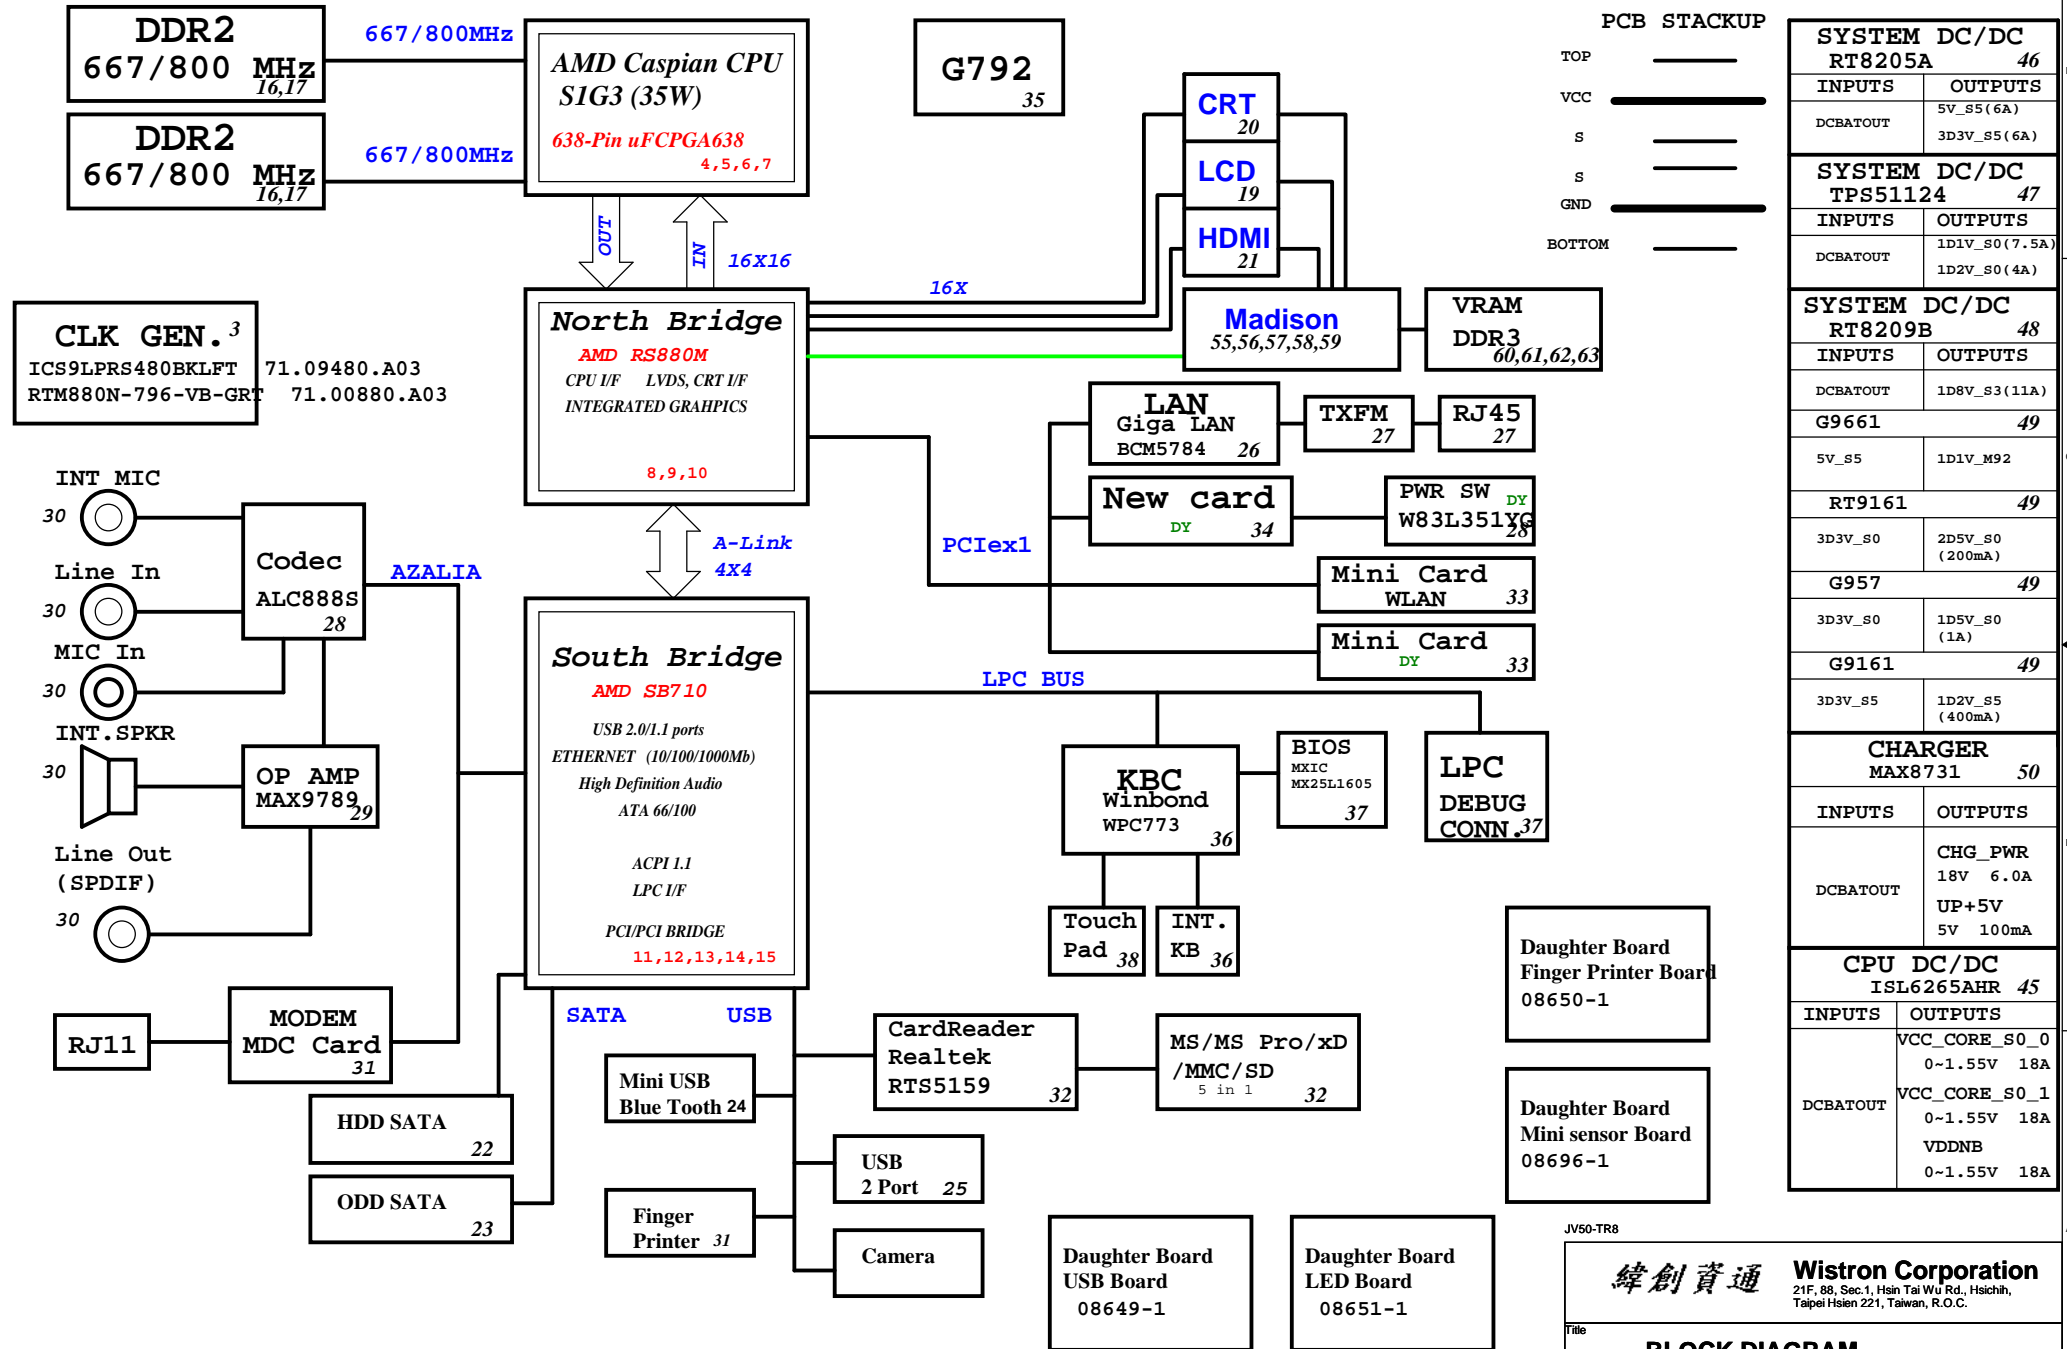 DDR2
667/800 MHz
16,17
667/800MHz
DDR2
667/800 MHz
16,17
667/800MHz
AMD Caspian CPU
S1G3 (35W)
638-Pin uFCPGA638
4,5,6,7
G792
35
OUT
IN
16X16
CRT
20
LCD
19
HDMI
21
16X
Madison
55,56,57,58,59
VRAM
DDR3
60,61,62,63
PCB STACKUP
TOP
VCC
S
S
GND
BOTTOM
CLK GEN. 3
ICS9LPRS480BKLFT 71.09480.A03
RTM880N-796-VB-GRT 71.00880.A03
North Bridge
AMD RS880M
CPU I/F LVDS, CRT I/F
INTEGRATED GRAHPICS
8,9,10
A-Link
4X4
PCIex1
LAN
Giga LAN
BCM5784 26
TXFM
27
RJ45
27
New card
DY 34
PWR SW DY
W83L351YG
28
Mini Card
WLAN 33
Mini Card
DY 33
INT MIC
30
Line In
30
MIC In
30
INT.SPKR
30
Line Out
(SPDIF)
30
Codec
ALC888S
28
AZALIA
OP AMP
MAX9789
29
RJ11
MODEM
MDC Card
31
South Bridge
AMD SB710
USB 2.0/1.1 ports
ETHERNET (10/100/1000Mb)
High Definition Audio
ATA 66/100
ACPI 1.1
LPC I/F
PCI/PCI BRIDGE
11,12,13,14,15
LPC BUS
KBC
Winbond
WPC773
36
BIOS
MXIC
MX25L1605
37
LPC
DEBUG
CONN.37
Touch
Pad 38
INT.
KB 36
SATA
USB
HDD SATA
22
ODD SATA
23
Mini USB
Blue Tooth 24
Finger
Printer 31
CardReader
Realtek
RTS5159
32
MS/MS Pro/xD
/MMC/SD
5 in 1
32
USB
2 Port 25
Camera
Daughter Board
Finger Printer Board
08650-1
Daughter Board
Mini sensor Board
08696-1
Daughter Board
USB Board
08649-1
Daughter Board
LED Board
08651-1
SYSTEM DC/DC
RT8205A 46
INPUTS OUTPUTS
DCBATOUT
5V_S5(6A)
3D3V_S5(6A)
SYSTEM DC/DC
TPS51124 47
INPUTS OUTPUTS
DCBATOUT
1D1V_S0(7.5A)
1D2V_S0(4A)
SYSTEM DC/DC
RT8209B 48
INPUTS OUTPUTS
DCBATOUT 1D8V_S3(11A)
G9661 49
5V_S5 1D1V_M92
RT9161 49
3D3V_S0 2D5V_S0
(200mA)
G957 49
3D3V_S0 1D5V_S0
(1A)
G9161 49
3D3V_S5 1D2V_S5
(400mA)
CHARGER
MAX8731 50
INPUTS OUTPUTS
DCBATOUT
CHG_PWR
18V 6.0A
UP+5V
5V 100mA
CPU DC/DC
ISL6265AHR 45
INPUTS OUTPUTS
DCBATOUT
VCC_CORE_S0_0
0~1.55V 18A
VCC_CORE_S0_1
0~1.55V 18A
VDDNB
0~1.55V 18A
JV50-TR8
緯創資通
Wistron Corporation
21F, 88, Sec.1, Hsin Tai Wu Rd., Hsichih,
Taipei Hsien 221, Taiwan, R.O.C.
Title
BLOCK DIAGRAM